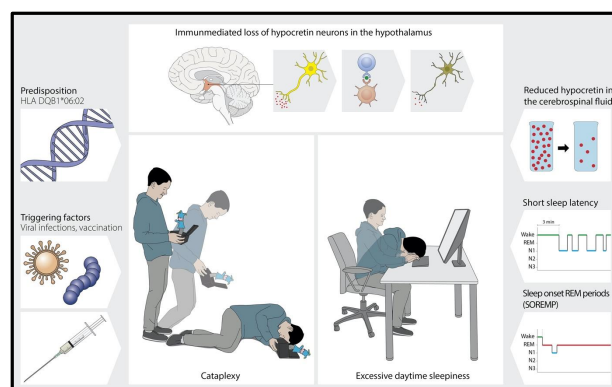 Immunmediated loss of hypocretin neurons in the hypothalamus
Predisposition
HLA DQB1*06:02
Triggering factors
Viral infections, vaccination
Cataplexy
Excessive daytime sleepiness
Reduced hypocretin in
the cerebrospinal fluid
Short sleep latency
3 min
Wake
REM
N1
N2
N3
Sleep onset REM periods
(SOREMP)
Wake
REM
N1
N2
N3